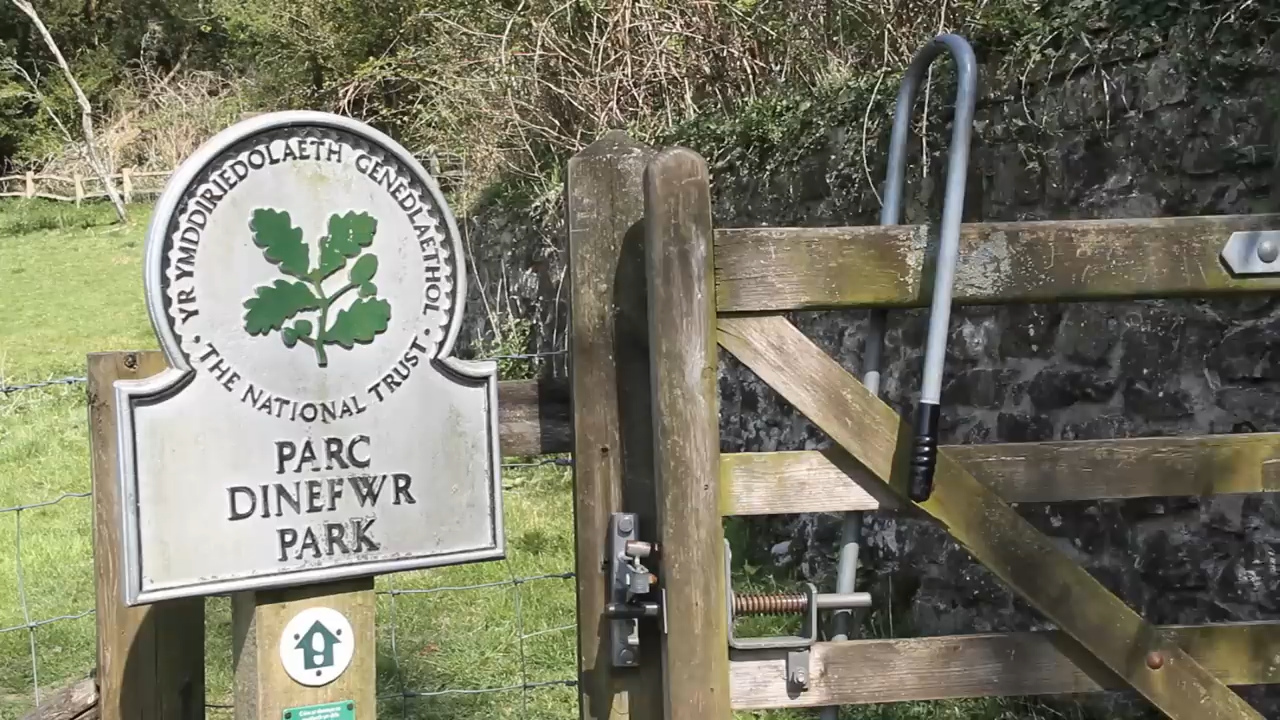 YR YMDDIRIEDOLAETH GENEDLAETHOL
· THE NATIONAL TRUST ·
PARC
DINEFWR
PARK